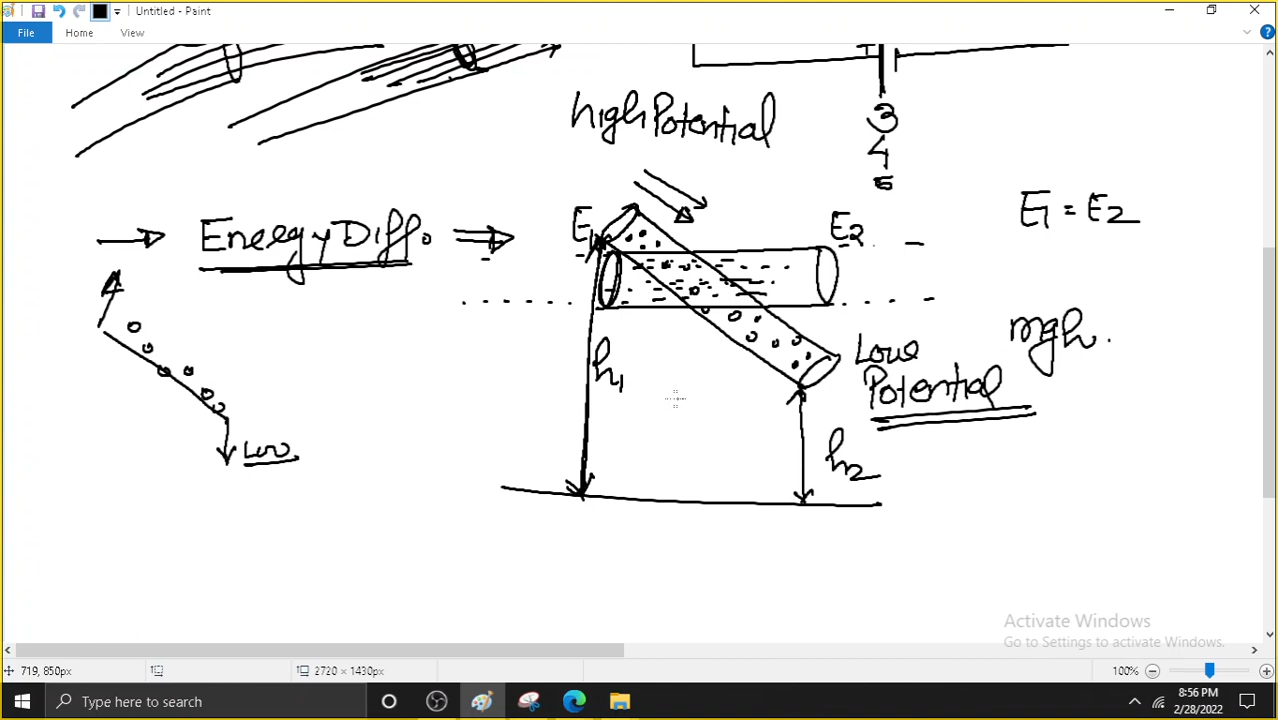 Untitled - Paint
File
Home
View
high Potential
3
4
5
→ Energy Diff. ⇒
E1
E2
E1 = E2
mgh.
h1
Low
Potential
Low
h2
Activate Windows
Go to Settings to activate Windows.
719, 850px
2720 × 1430px
100%
Type here to search
8:56 PM
2/28/2022